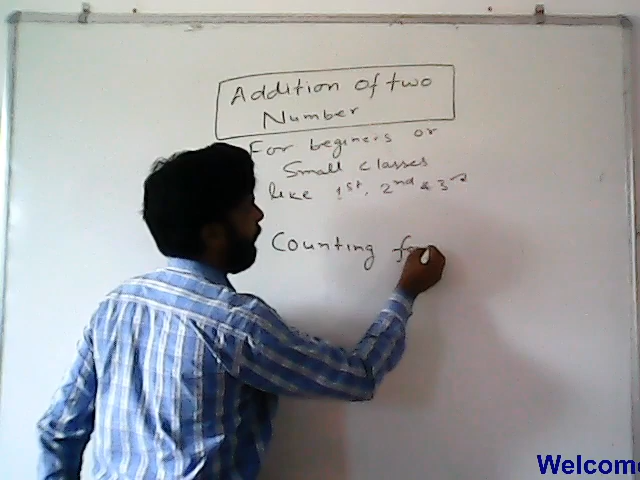 Addition of two
Number
For beginers or
Small classes
like 1st, 2nd & 3rd
Counting
Welcome